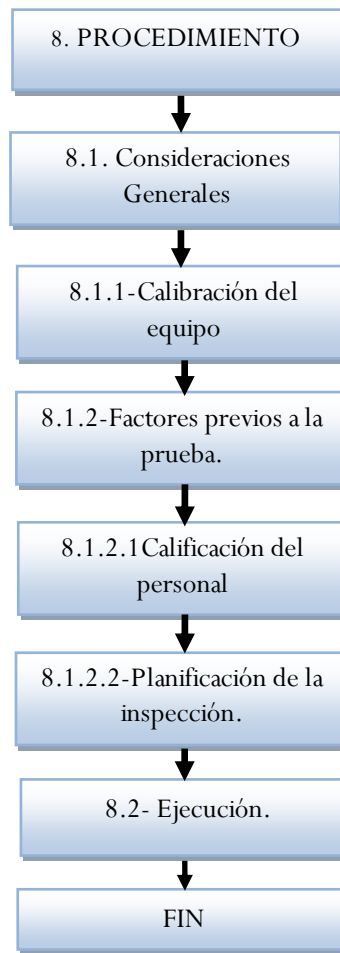 8. PROCEDIMIENTO
8.1. Consideraciones
Generales
8.1.1-Calibración del
equipo
8.1.2-Factores previos a la
prueba.
8.1.2.1Calificación del
personal
8.1.2.2-Planificación de la
inspección.
8.2- Ejecución.
FIN